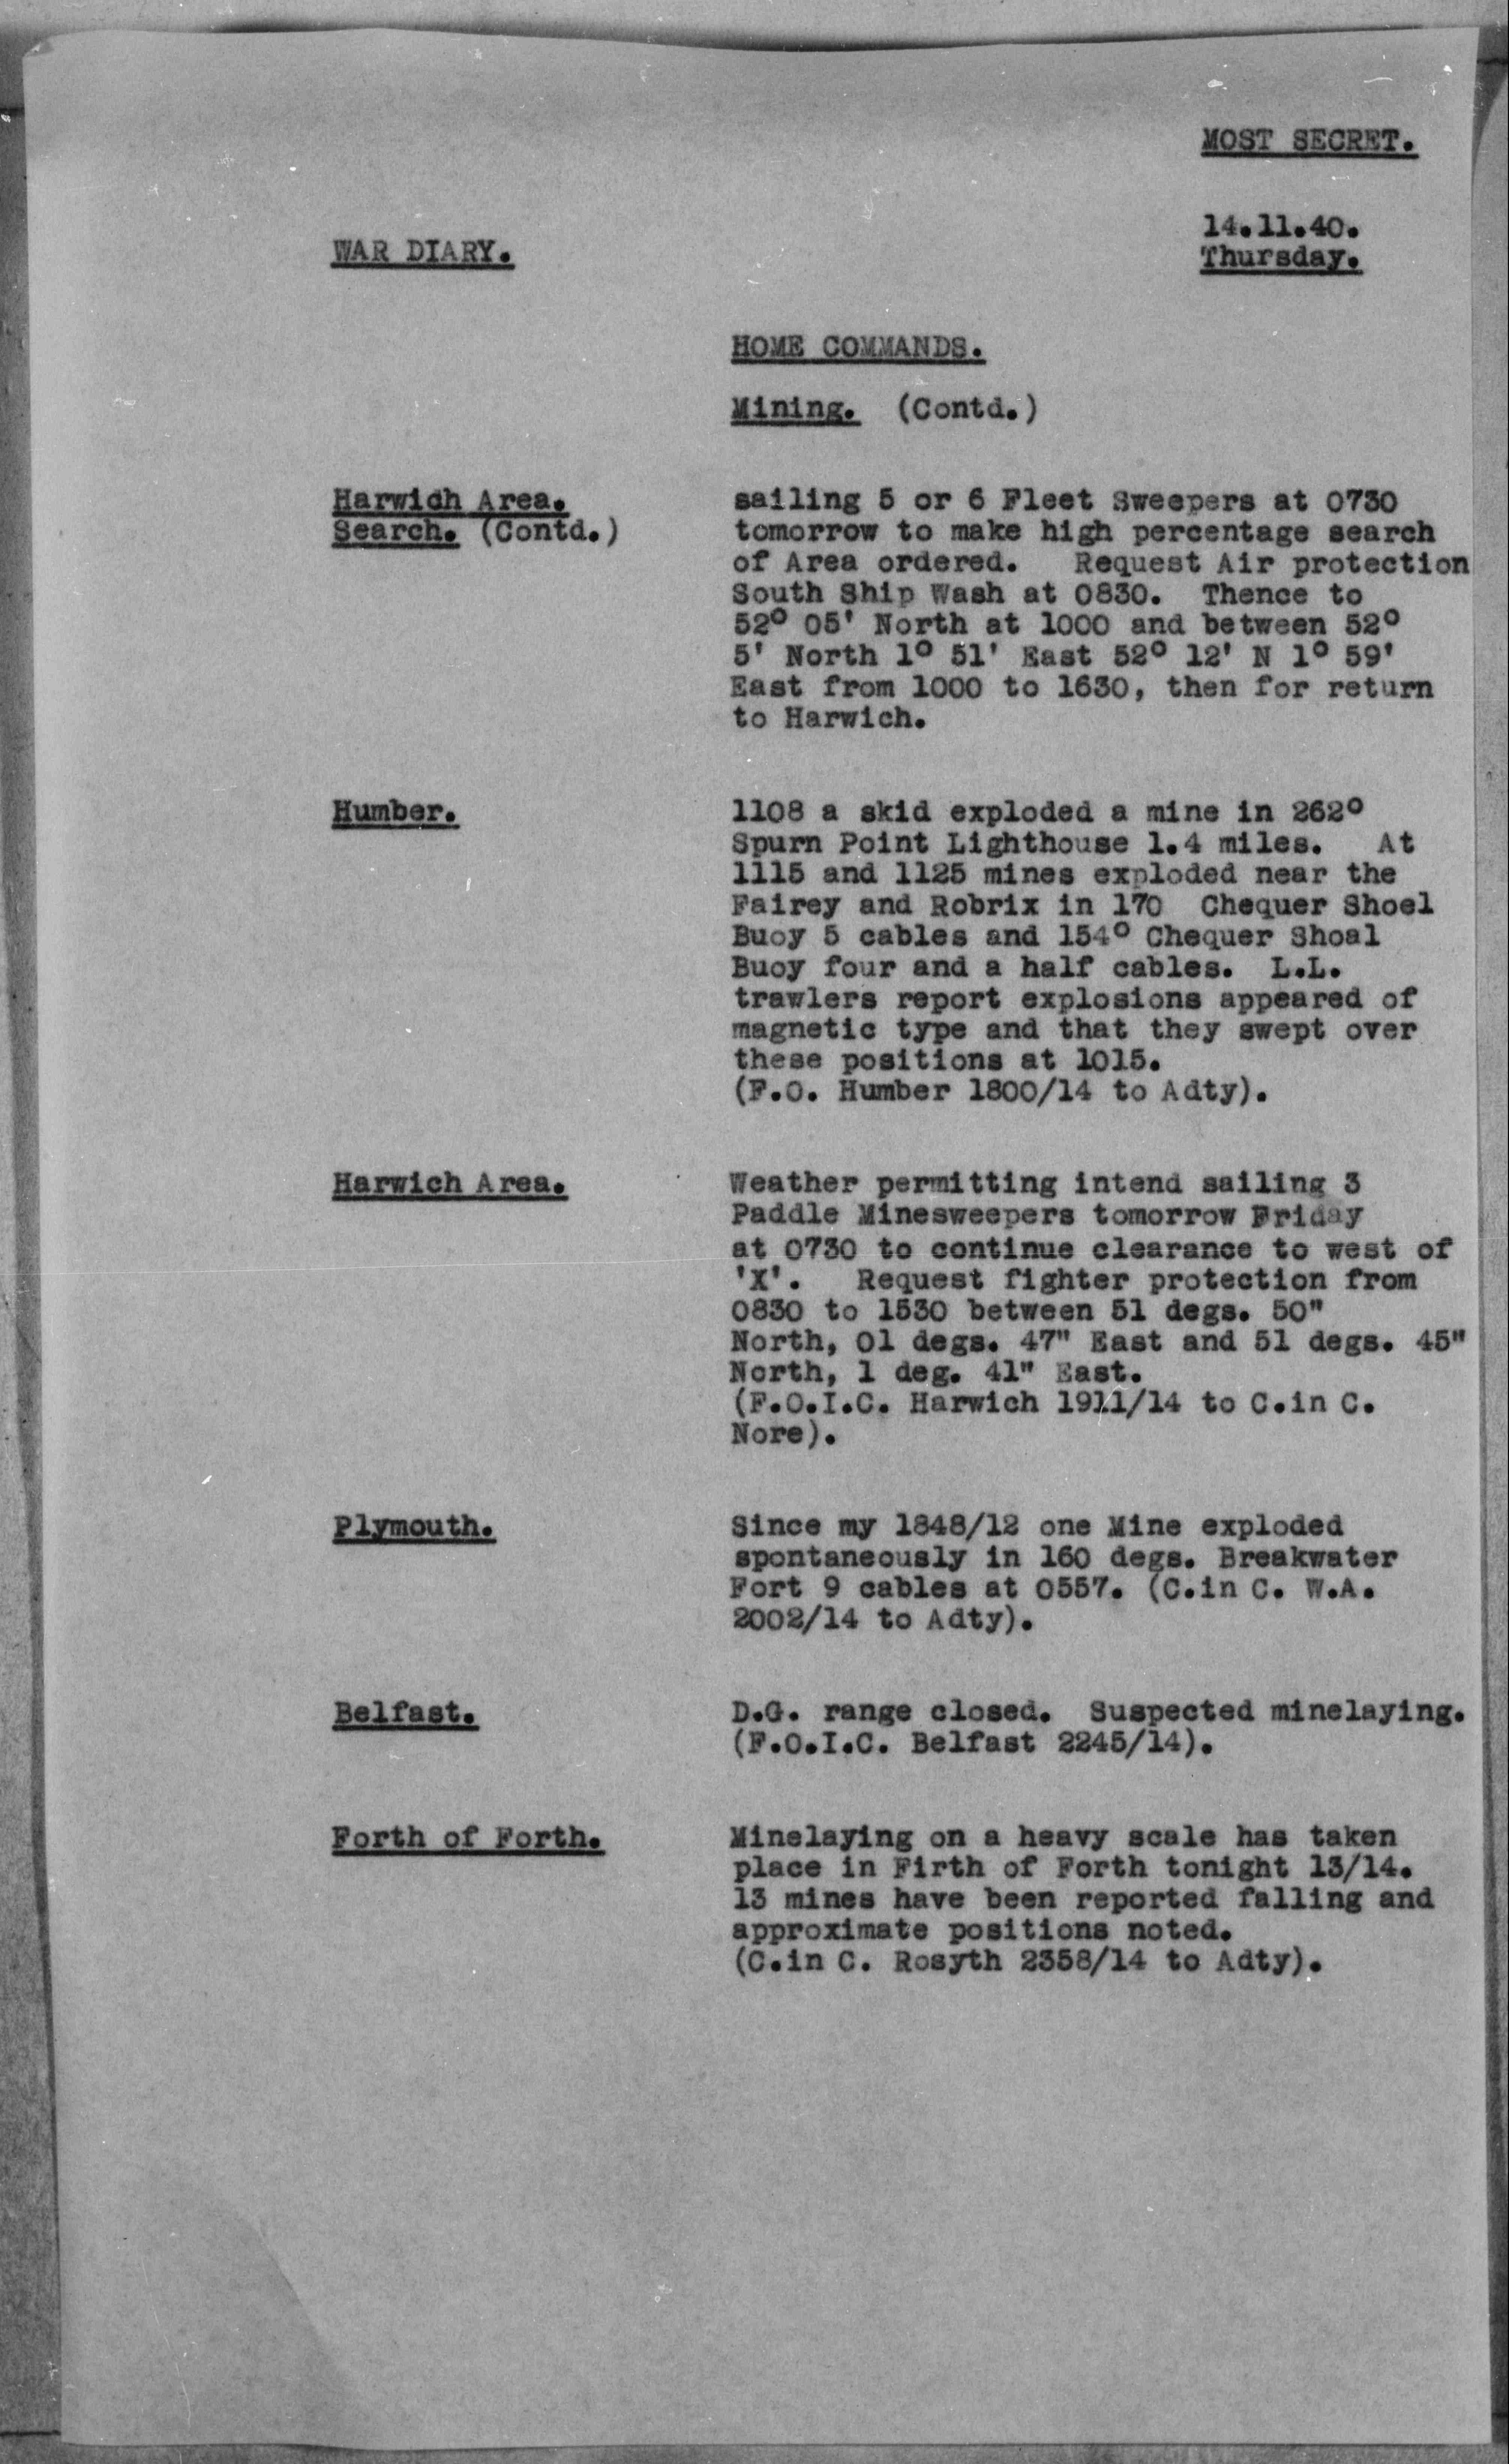 MOST SECRET.
14.11.40.
WAR DIARY.
Thursday.
HOME COMMANDS.
Mining. (Contd.)
Harwich Area.
Search. (Contd.)
sailing 5 or 6 Fleet Sweepers at 0730
tomorrow to make high percentage search
of Area ordered. Request Air protection
South Ship Wash at 0830. Thence to
52° 05' North at 1000 and between 52°
5' North 1° 51' East 52° 12' N 1° 59'
East from 1000 to 1630, then for return
to Harwich.
Humber.
1108 a skid exploded a mine in 262°
Spurn Point Lighthouse 1.4 miles. At
1115 and 1125 mines exploded near the
Fairey and Robrix in 170 Chequer Shoel
Buoy 5 cables and 154° Chequer Shoal
Buoy four and a half cables. L.L.
trawlers report explosions appeared of
magnetic type and that they swept over
these positions at 1015.
(F.O. Humber 1800/14 to Adty).
Harwich Area.
Weather permitting intend sailing 3
Paddle Minesweepers tomorrow Friday
at 0730 to continue clearance to west of
'X'. Request fighter protection from
0830 to 1530 between 51 degs. 50"
North, 01 degs. 47" East and 51 degs. 45"
North, 1 deg. 41" East.
(F.O.I.C. Harwich 1911/14 to C.in C.
Nore).
Plymouth.
Since my 1848/12 one Mine exploded
spontaneously in 160 degs. Breakwater
Fort 9 cables at 0557. (C.in C. W.A.
2002/14 to Adty).
Belfast.
D.G. range closed. Suspected minelaying.
(F.O.I.C. Belfast 2245/14).
Forth of Forth.
Minelaying on a heavy scale has taken
place in Firth of Forth tonight 13/14.
13 mines have been reported falling and
approximate positions noted.
(C.in C. Rosyth 2358/14 to Adty).